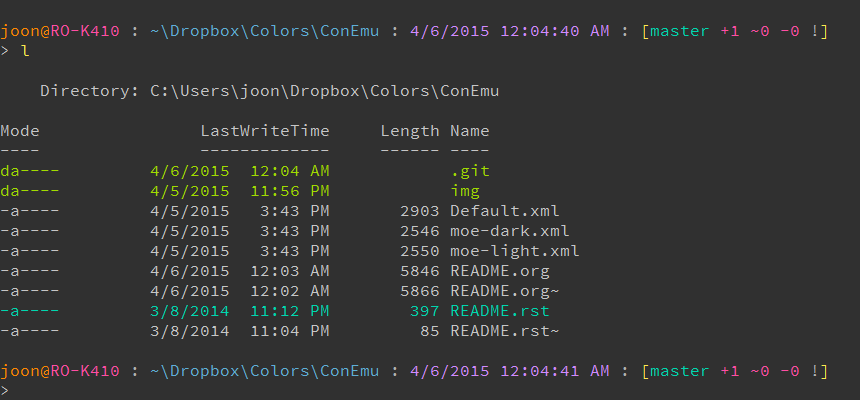 joon@RO-K410 : ~\Dropbox\Colors\ConEmu : 4/6/2015 12:04:40 AM : [master +1 ~0 -0 !]
> l
    Directory: C:\Users\joon\Dropbox\Colors\ConEmu
Mode                LastWriteTime     Length Name
----                -------------     ------ ----
da----         4/6/2015  12:04 AM            .git
da----         4/5/2015  11:56 PM            img
-a----         4/5/2015   3:43 PM       2903 Default.xml
-a----         4/5/2015   3:43 PM       2546 moe-dark.xml
-a----         4/5/2015   3:43 PM       2550 moe-light.xml
-a----         4/6/2015  12:03 AM       5846 README.org
-a----         4/6/2015  12:02 AM       5866 README.org~
-a----         3/8/2014  11:12 PM        397 README.rst
-a----         3/8/2014  11:04 PM         85 README.rst~
joon@RO-K410 : ~\Dropbox\Colors\ConEmu : 4/6/2015 12:04:41 AM : [master +1 ~0 -0 !]
>